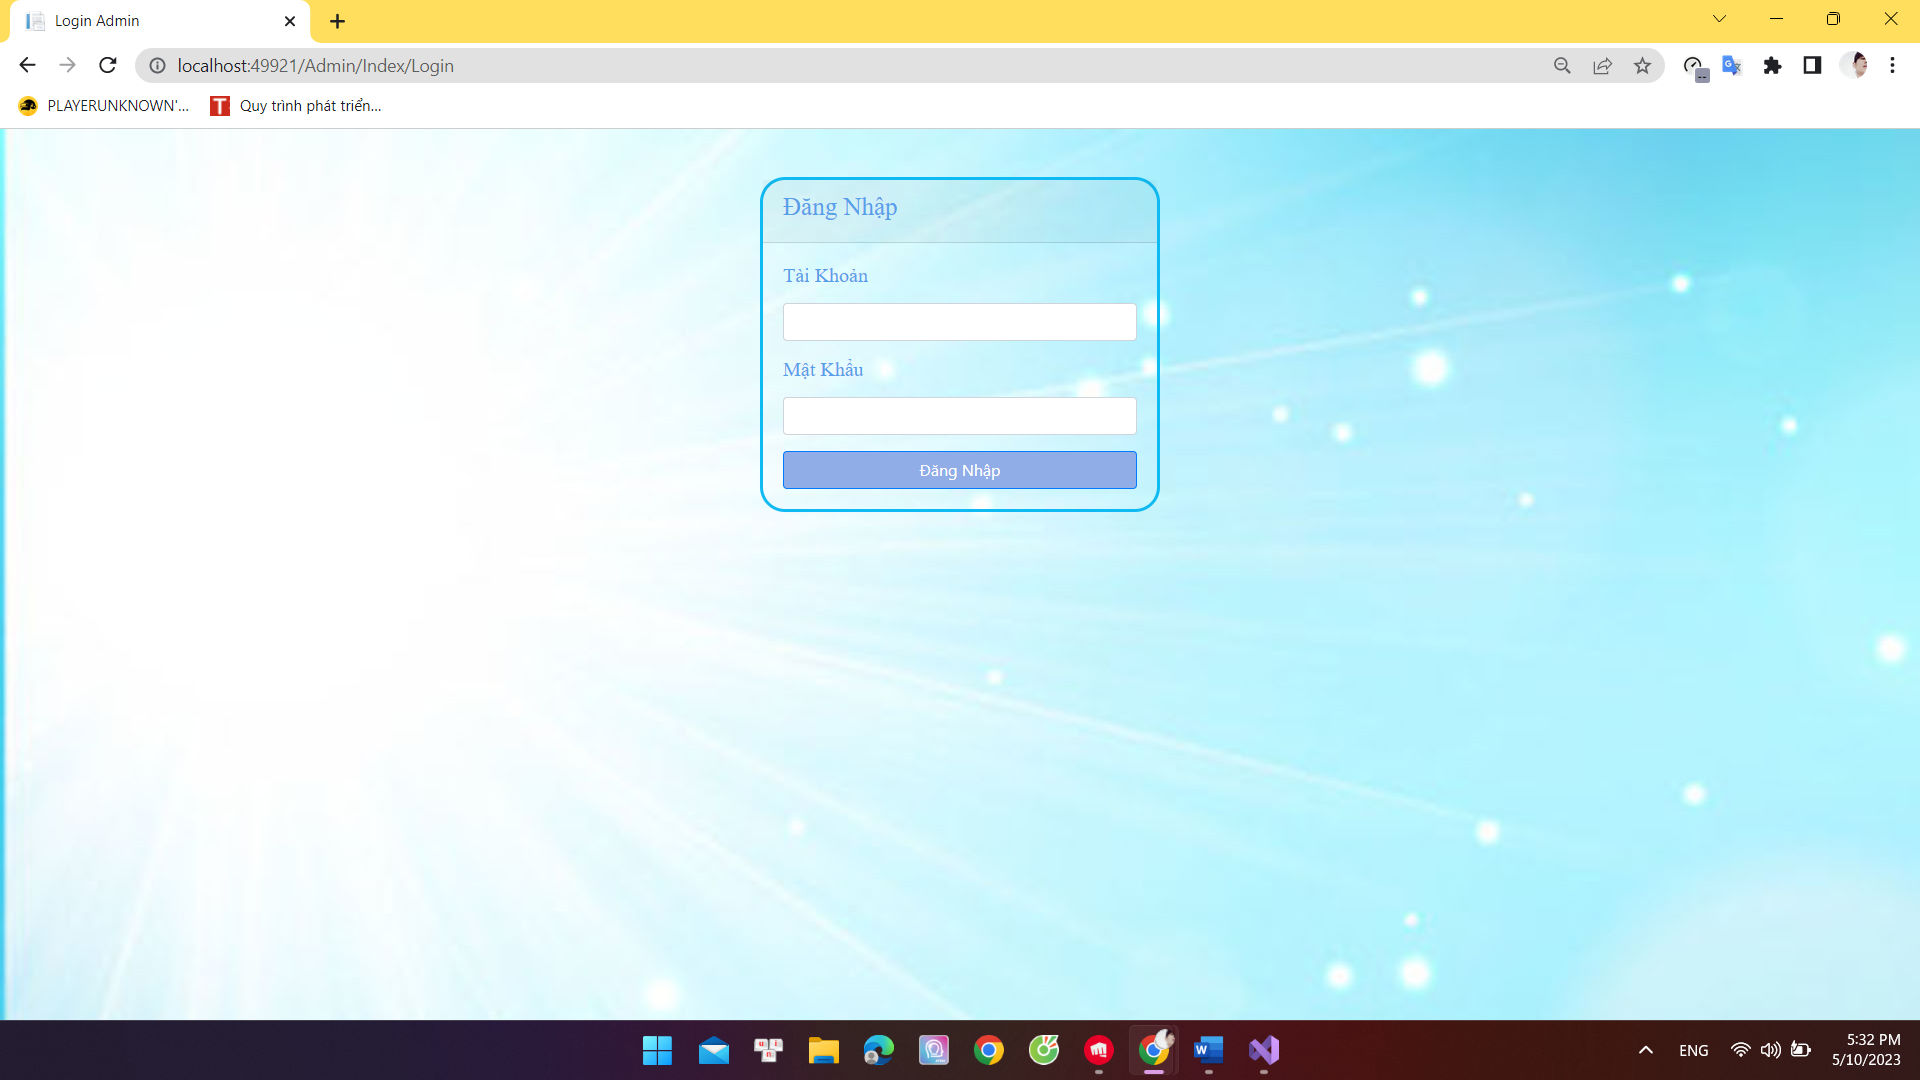 Login Admin
localhost:49921/Admin/Index/Login
PLAYERUNKNOWN'...
Quy trình phát triển...
Đăng Nhập
Tài Khoản
Mật Khẩu
Đăng Nhập
ENG
5:32 PM
5/10/2023